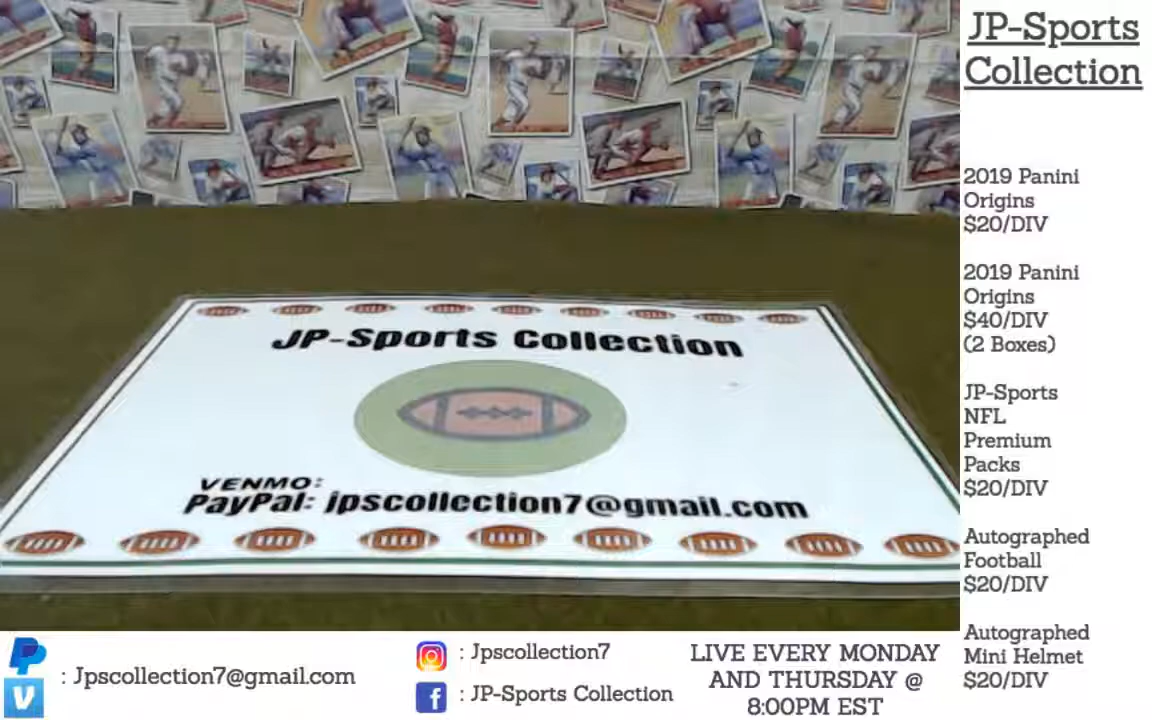 JP-Sports
Collection
2019 Panini
Origins
$20/DIV
2019 Panini
Origins
$40/DIV
(2 Boxes)
JP-Sports
NFL
Premium
Packs
$20/DIV
Autographed
Football
$20/DIV
Autographed
Mini Helmet
$20/DIV
JP-Sports Collection
VENMO:
PayPal: jpscollection7@gmail.com
: Jpscollection7@gmail.com
: Jpscollection7
: JP-Sports Collection
LIVE EVERY MONDAY
AND THURSDAY @
8:00PM EST